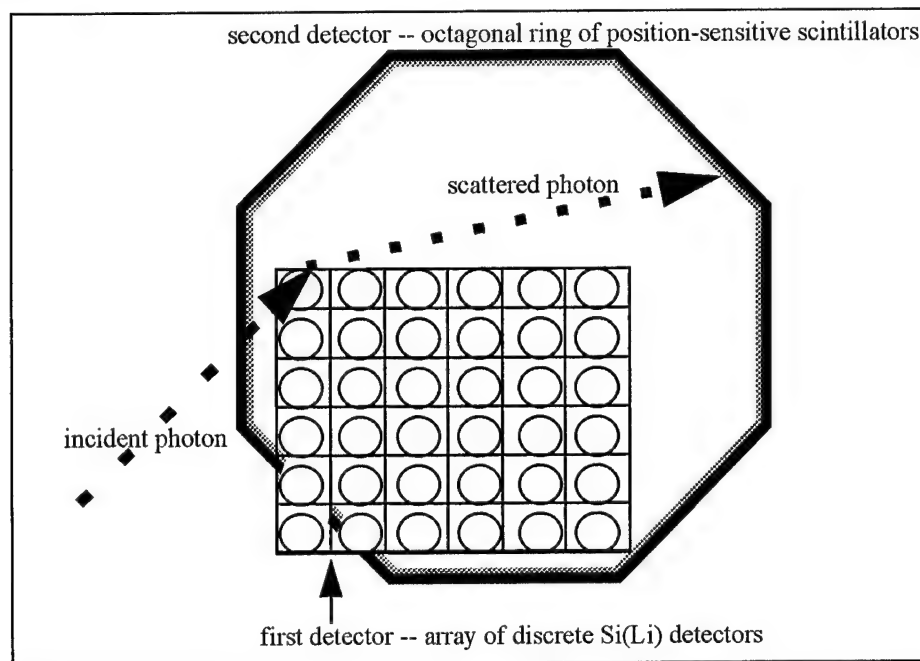 second detector -- octagonal ring of position-sensitive scintillators
scattered photon
incident photon
first detector -- array of discrete Si(Li) detectors